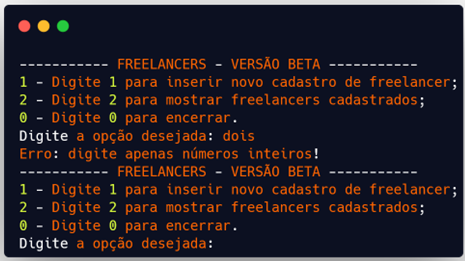 ----------- FREELANCERS - VERSÃO BETA -----------
1 - Digite 1 para inserir novo cadastro de freelancer;
2 - Digite 2 para mostrar freelancers cadastrados;
0 - Digite 0 para encerrar.
Digite a opção desejada: dois
Erro: digite apenas números inteiros!
----------- FREELANCERS - VERSÃO BETA -----------
1 - Digite 1 para inserir novo cadastro de freelancer;
2 - Digite 2 para mostrar freelancers cadastrados;
0 - Digite 0 para encerrar.
Digite a opção desejada: